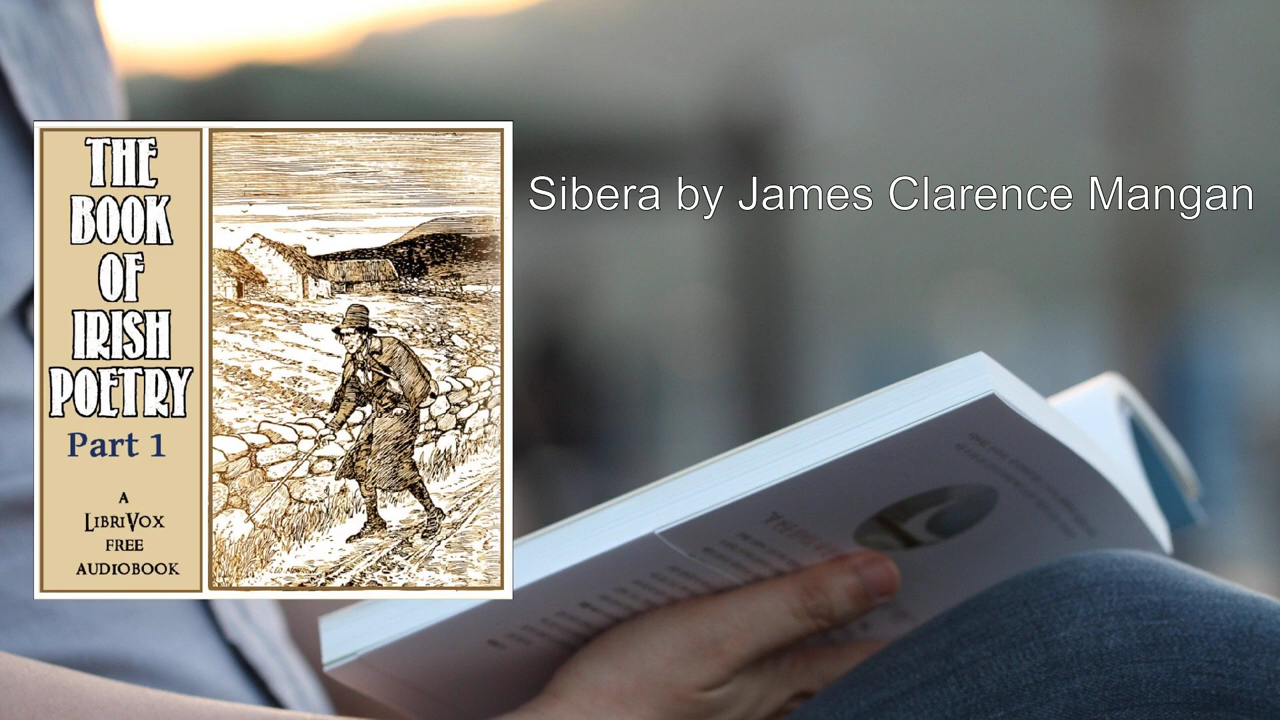 THE
BOOK
OF
IRISH
POETRY
Part 1
A
LIBRIVOX
FREE
AUDIOBOOK
Sibera by James Clarence Mangan